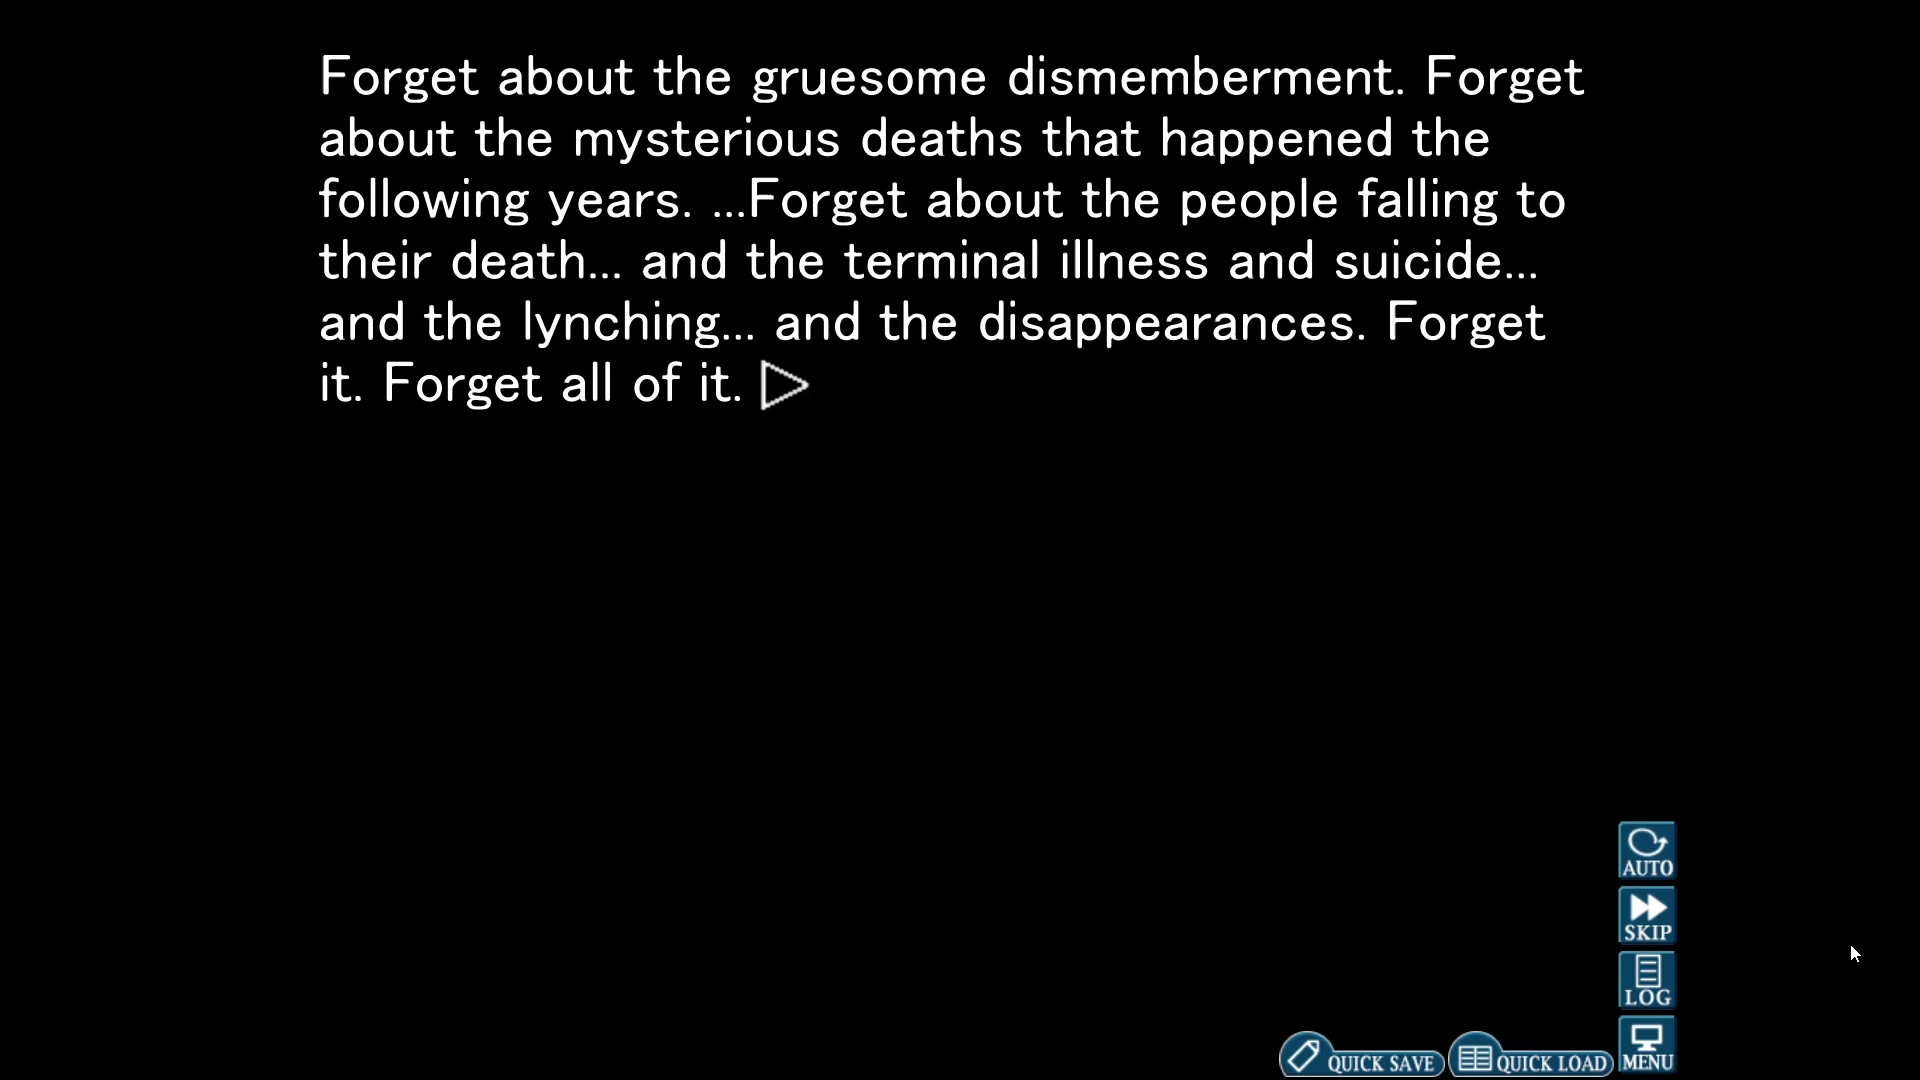 Forget about the gruesome dismemberment. Forget
about the mysterious deaths that happened the
following years. ...Forget about the people falling to
their death... and the terminal illness and suicide...
and the lynching... and the disappearances. Forget
it. Forget all of it.
AUTO
SKIP
LOG
QUICK SAVE
QUICK LOAD
MENU